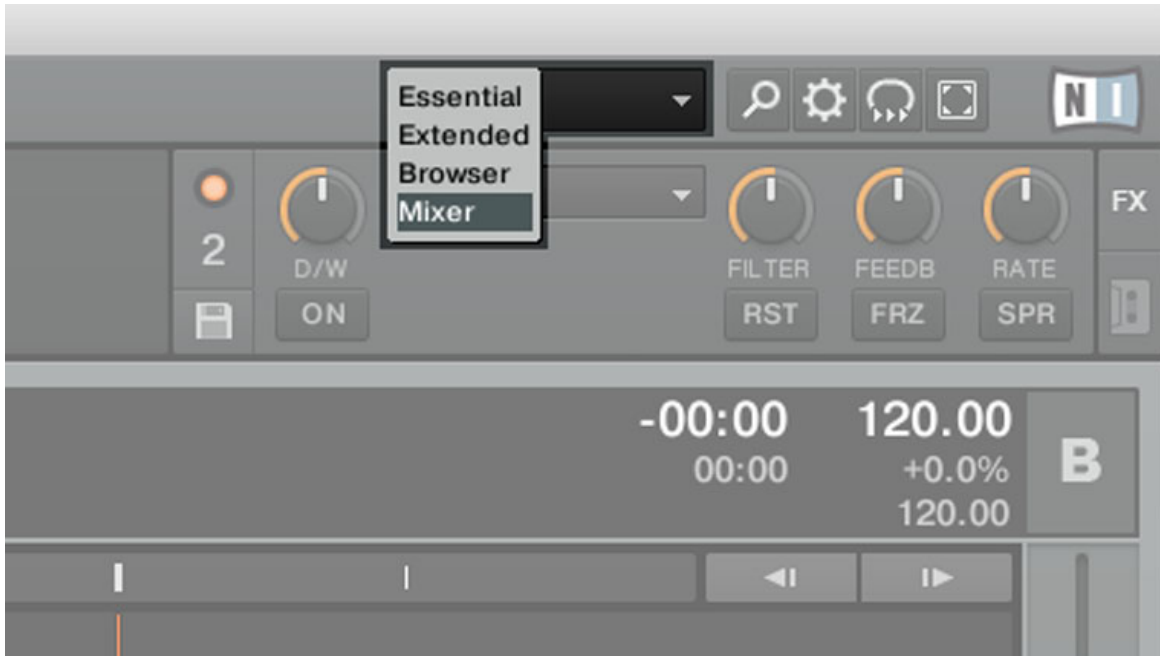 Essential
Extended
Browser
Mixer
NI
FX
2
D/W
FILTER FEEDB RATE
ON
RST FRZ SPR
-00:00 120.00
00:00 +0.0%
120.00
B